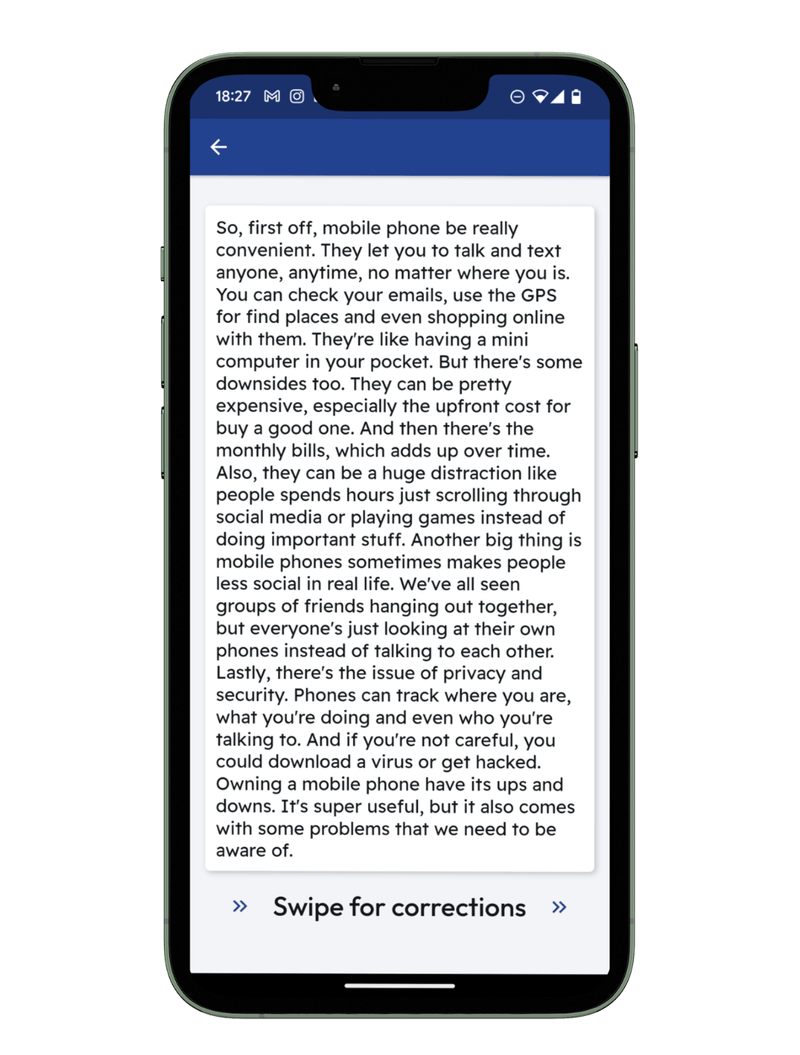 18:27
So, first off, mobile phone be really
convenient. They let you to talk and text
anyone, anytime, no matter where you is.
You can check your emails, use the GPS
for find places and even shopping online
with them. They're like having a mini
computer in your pocket. But there's some
downsides too. They can be pretty
expensive, especially the upfront cost for
buy a good one. And then there's the
monthly bills, which adds up over time.
Also, they can be a huge distraction like
people spends hours just scrolling through
social media or playing games instead of
doing important stuff. Another big thing is
mobile phones sometimes makes people
less social in real life. We've all seen
groups of friends hanging out together,
but everyone's just looking at their own
phones instead of talking to each other.
Lastly, there's the issue of privacy and
security. Phones can track where you are,
what you're doing and even who you're
talking to. And if you're not careful, you
could download a virus or get hacked.
Owning a mobile phone have its ups and
downs. It's super useful, but it also comes
with some problems that we need to be
aware of.
» Swipe for corrections »